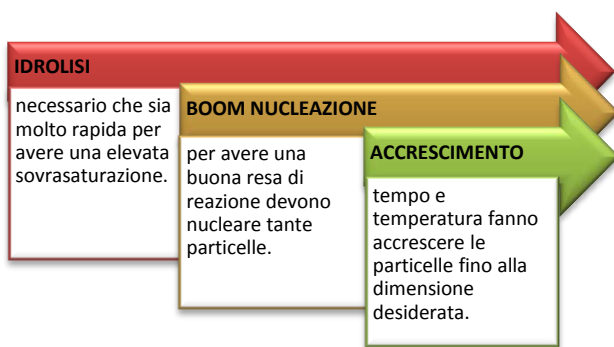 IDROLISI
necessario che sia
molto rapida per
avere una elevata
sovrasaturazione.
BOOM NUCLEAZIONE
per avere una
buona resa di
reazione devono
nucleare tante
particelle.
ACCRESCIMENTO
tempo e
temperatura fanno
accrescere le
particelle fino alla
dimensione
desiderata.